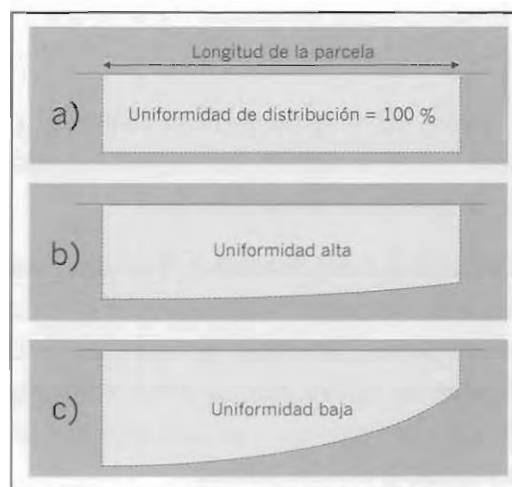 Longitud de la parcela
a)
Uniformidad de distribución = 100 %
b)
Uniformidad alta
c)
Uniformidad baja